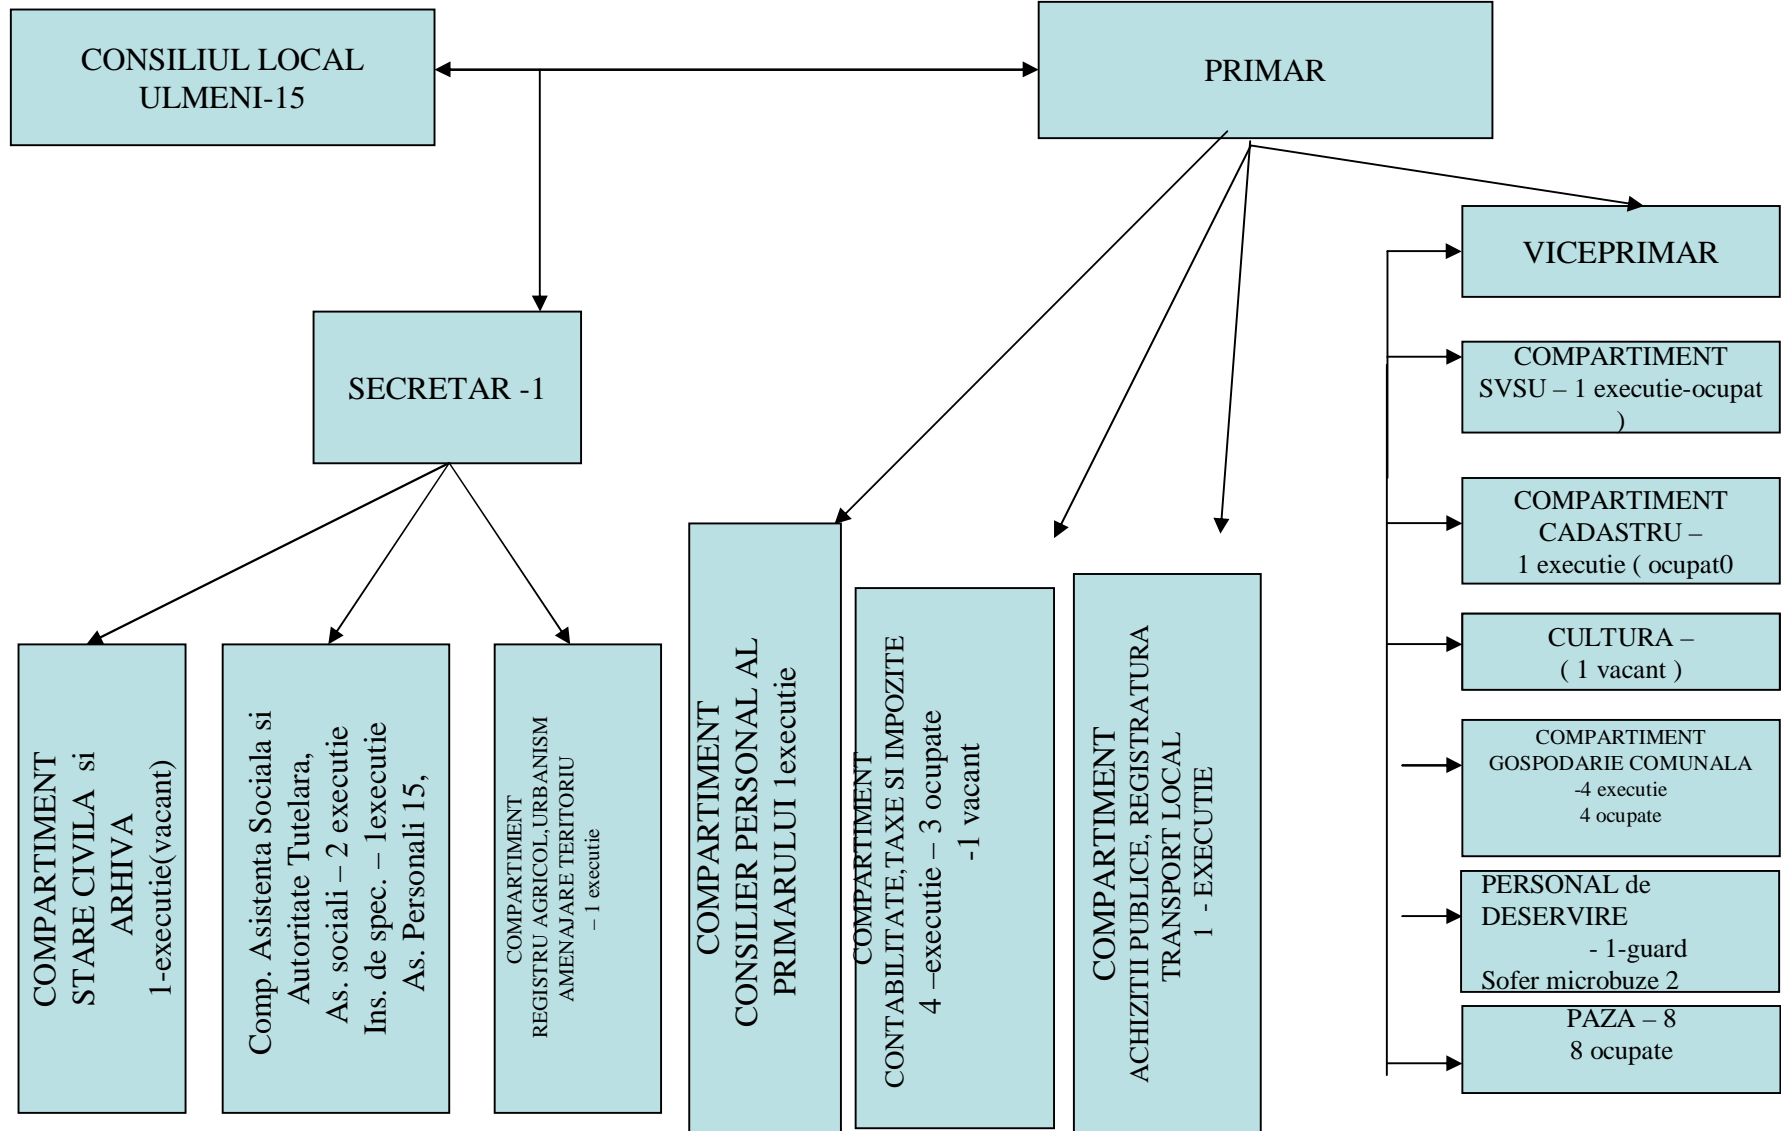 CONSILIUL LOCAL
ULMENI-15
PRIMAR
VICEPRIMAR
SECRETAR -1
COMPARTIMENT
SVSU – 1 executie-ocupat
)
COMPARTIMENT
CADASTRU –
1 executie ( ocupat0
CULTURA –
( 1 vacant )
COMPARTIMENT
GOSPODARIE COMUNALA
-4 executie
4 ocupate
PERSONAL de
DESERVIRE
- 1-guard
Sofer microbuze 2
PAZA – 8
8 ocupate
COMPARTIMENT
STARE CIVILA si
ARHIVA
1-executie(vacant)
Comp. Asistenta Sociala si
Autoritate Tutelara,
As. sociali – 2 executie
Ins. de spec. – 1executie
As. Personali 15,
COMPARTIMENT
REGISTRU AGRICOL,URBANISM
AMENAJARE TERITORIU
– 1 executie
COMPARTIMENT
CONSILIER PERSONAL AL
PRIMARULUI 1executie
COMPARTIMENT
CONTABILITATE,TAXE SI IMPOZITE
4 –executie – 3 ocupate
-1 vacant
COMPARTIMENT
ACHIZITII PUBLICE, REGISTRATURA
TRANSPORT LOCAL
1 - EXECUTIE